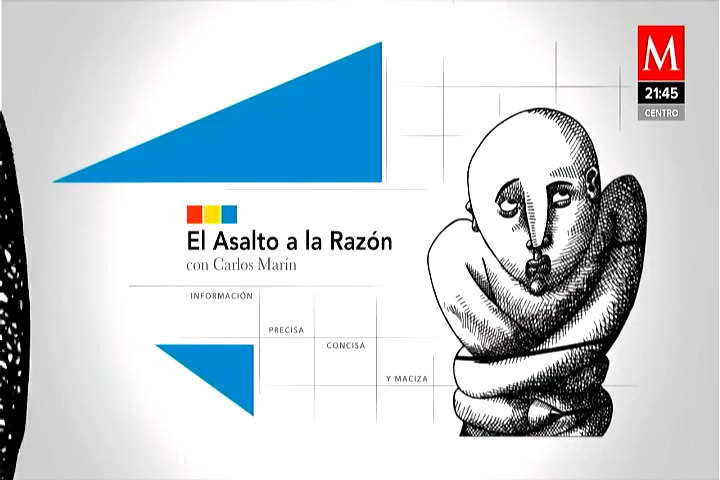 M
21:45
CENTRO
El Asalto a la Razón
con Carlos Marín
INFORMACIÓN
PRECISA
CONCISA
Y MACIZA